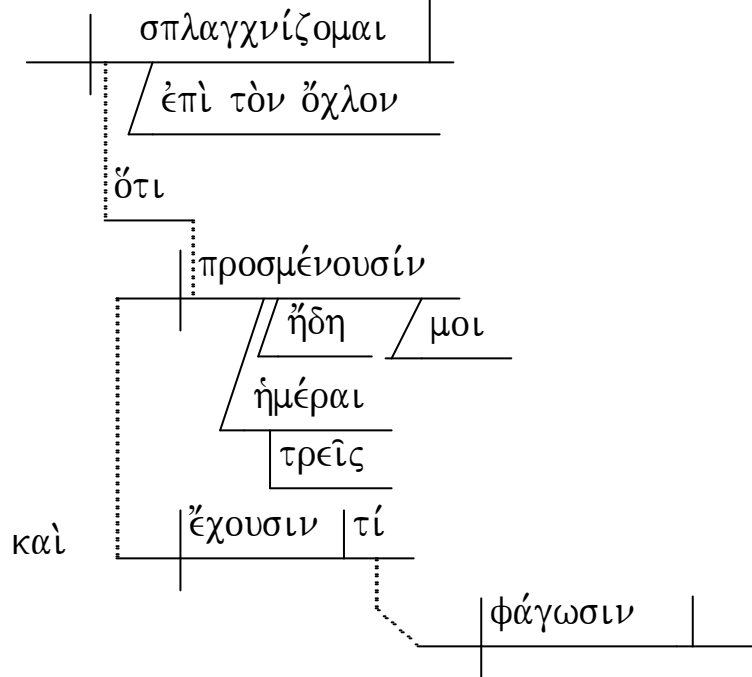 σπλαγχνίζομαι
ἐπὶ τὸν ὄχλον
ὅτι
προσμένουσίν
ἤδη μοι
ἡμέραι
τρεῖς
καὶ ἔχουσιν τί
φάγωσιν